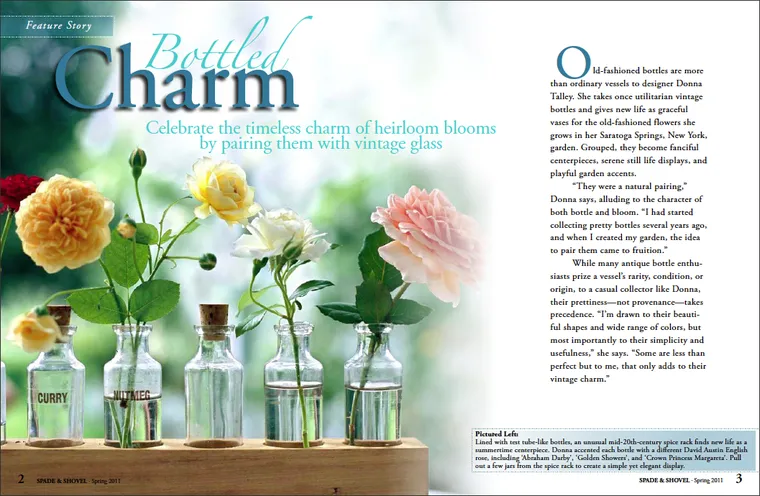 Feature Story
Bottled
Charm
Celebrate the timeless charm of heirloom blooms
by pairing them with vintage glass
Old-fashioned bottles are more
than ordinary vessels to designer Donna
Talley. She takes once utilitarian vintage
bottles and gives new life as graceful
vases for the old-fashioned flowers she
grows in her Saratoga Springs, New York,
garden. Grouped, they become fanciful
centerpieces, serene still life displays, and
playful garden accents.
“They were a natural pairing,”
Donna says, alluding to the character of
both bottle and bloom. “I had started
collecting pretty bottles several years ago,
and when I created my garden, the idea
to pair them came to fruition.”
While many antique bottle enthu-
siasts prize a vessel’s rarity, condition, or
origin, to a casual collector like Donna,
their prettiness—not provenance—takes
precedence. “I’m drawn to their beauti-
ful shapes and wide range of colors, but
most importantly to their simplicity and
usefulness,” she says. “Some are less than
perfect but to me, that only adds to their
vintage charm.”
CURRY
NUTMEG
Pictured Left:
Lined with test tube-like bottles, an unusual mid-20th-century spice rack finds new life as a
summertime centerpiece. Donna accented each bottle with a different David Austin English
rose, including ‘Abraham Darby’, ‘Golden Showers’, and ‘Crown Princess Margareta’. Pull
out a few jars from the spice rack to create a simple yet elegant display.
2 SPADE & SHOVEL · Spring 2011
SPADE & SHOVEL · Spring 2011 3